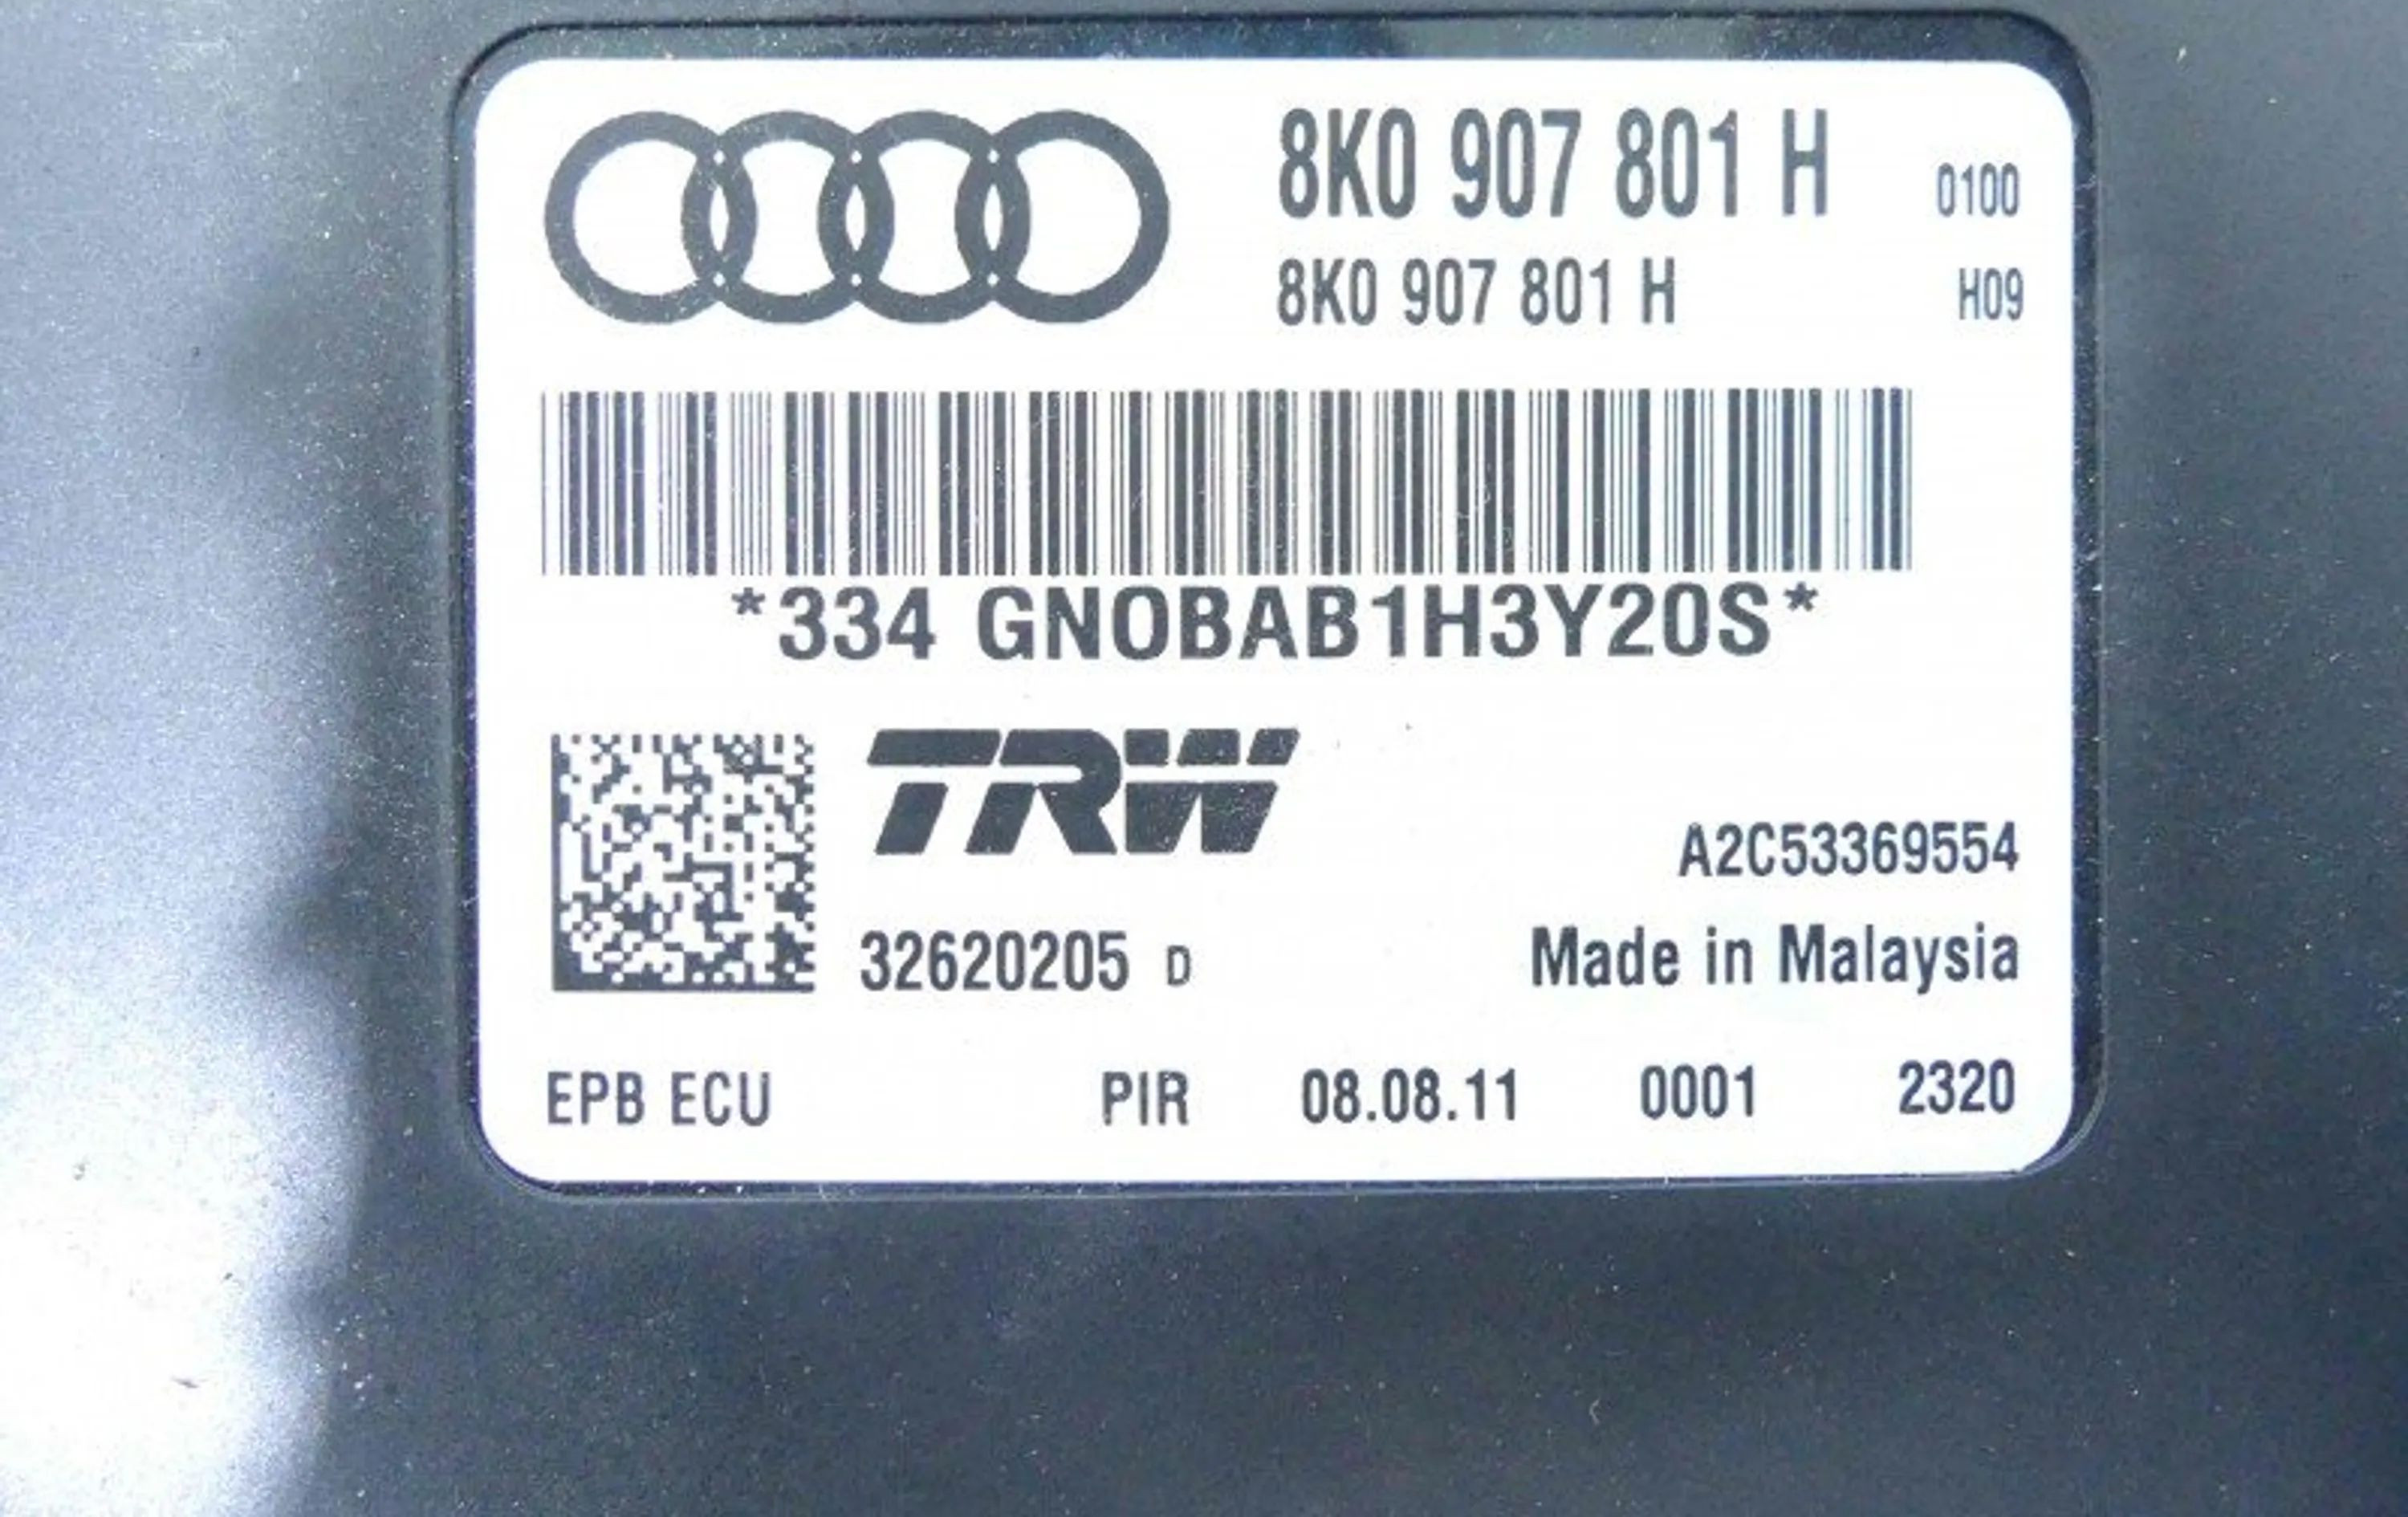 8K0 907 801 H 0100
8K0 907 801 H H09
*334 GNOBAB1H3Y20S*
TRW
A2C53369554
32620205 D Made in Malaysia
EPB ECU PIR 08.08.11 0001 2320